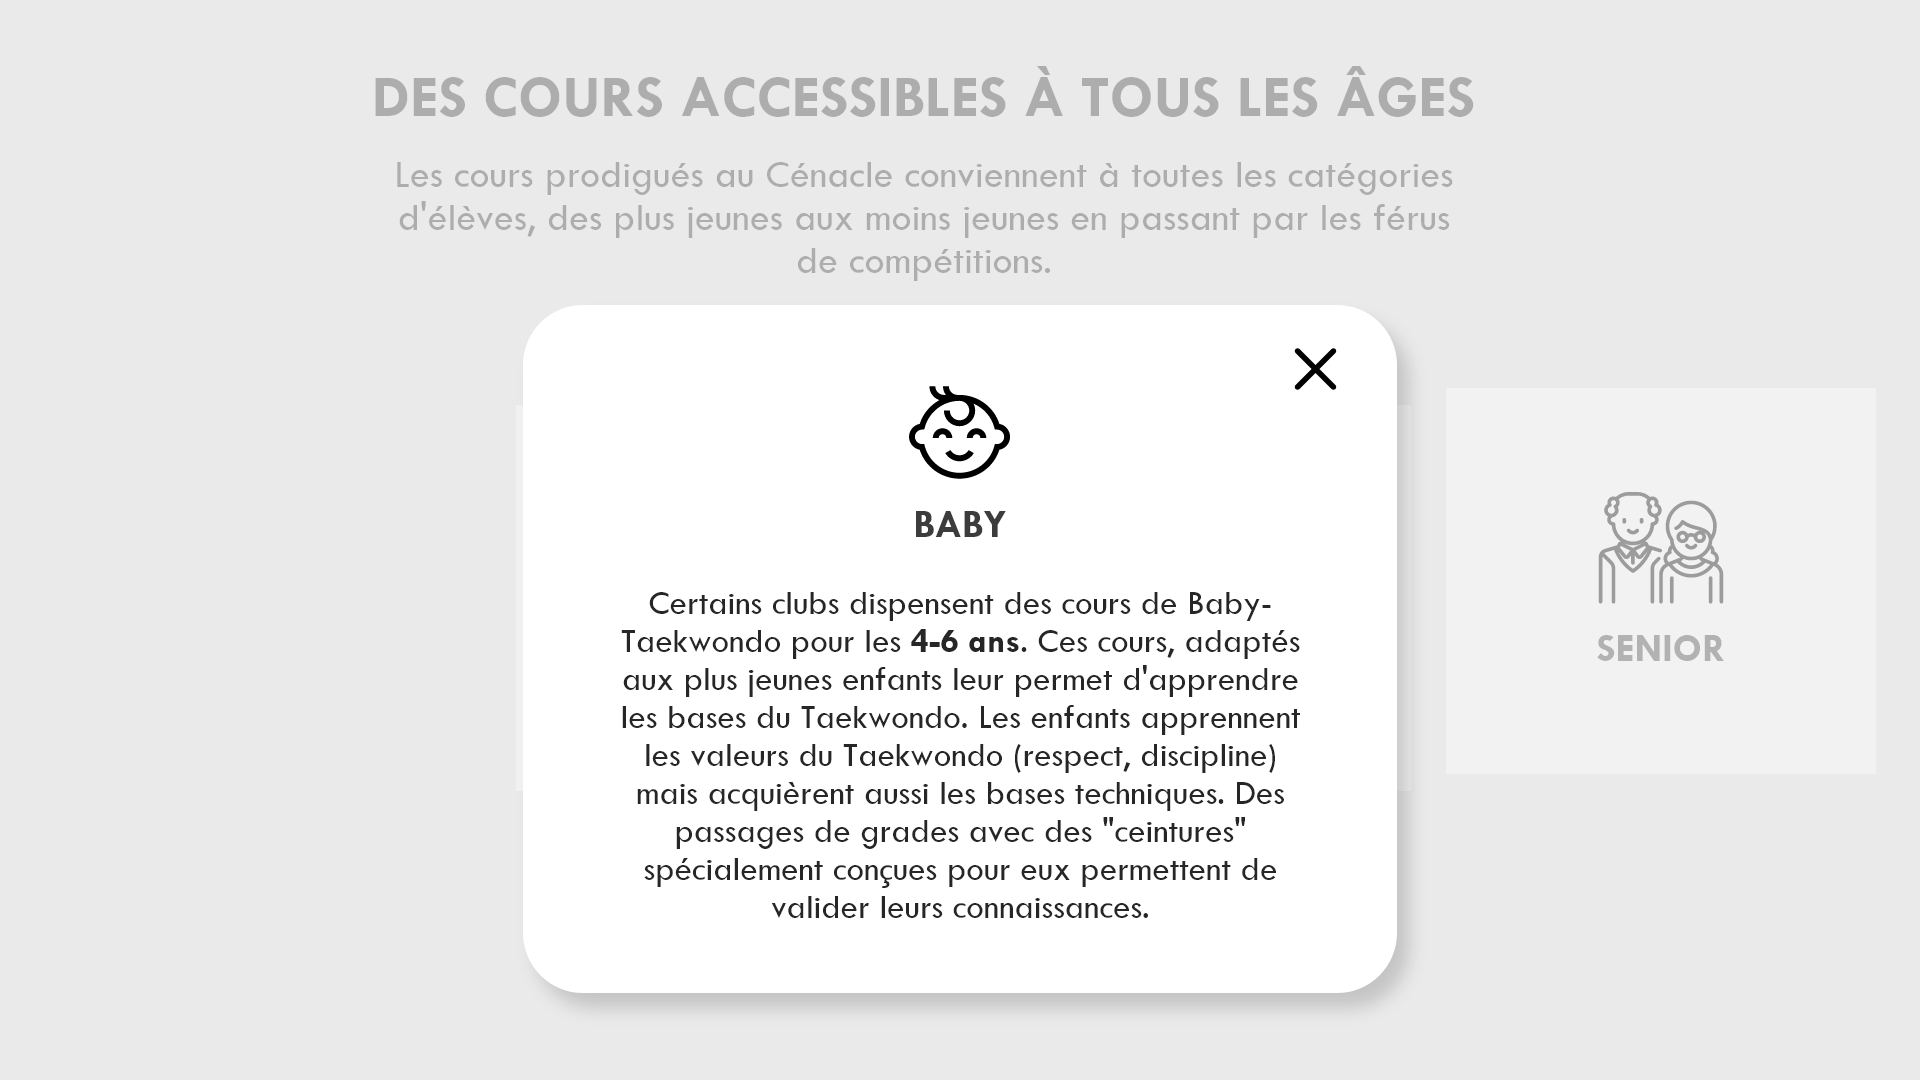 DES COURS ACCESSIBLES À TOUS LES ÂGES
Les cours prodigués au Cénacle conviennent à toutes les catégories
d'élèves, des plus jeunes aux moins jeunes en passant par les férus
de compétitions.
BABY
Certains clubs dispensent des cours de Baby-
Taekwondo pour les 4-6 ans. Ces cours, adaptés
aux plus jeunes enfants leur permet d'apprendre
les bases du Taekwondo. Les enfants apprennent
les valeurs du Taekwondo (respect, discipline)
mais acquièrent aussi les bases techniques. Des
passages de grades avec des "ceintures"
spécialement conçues pour eux permettent de
valider leurs connaissances.
SENIOR